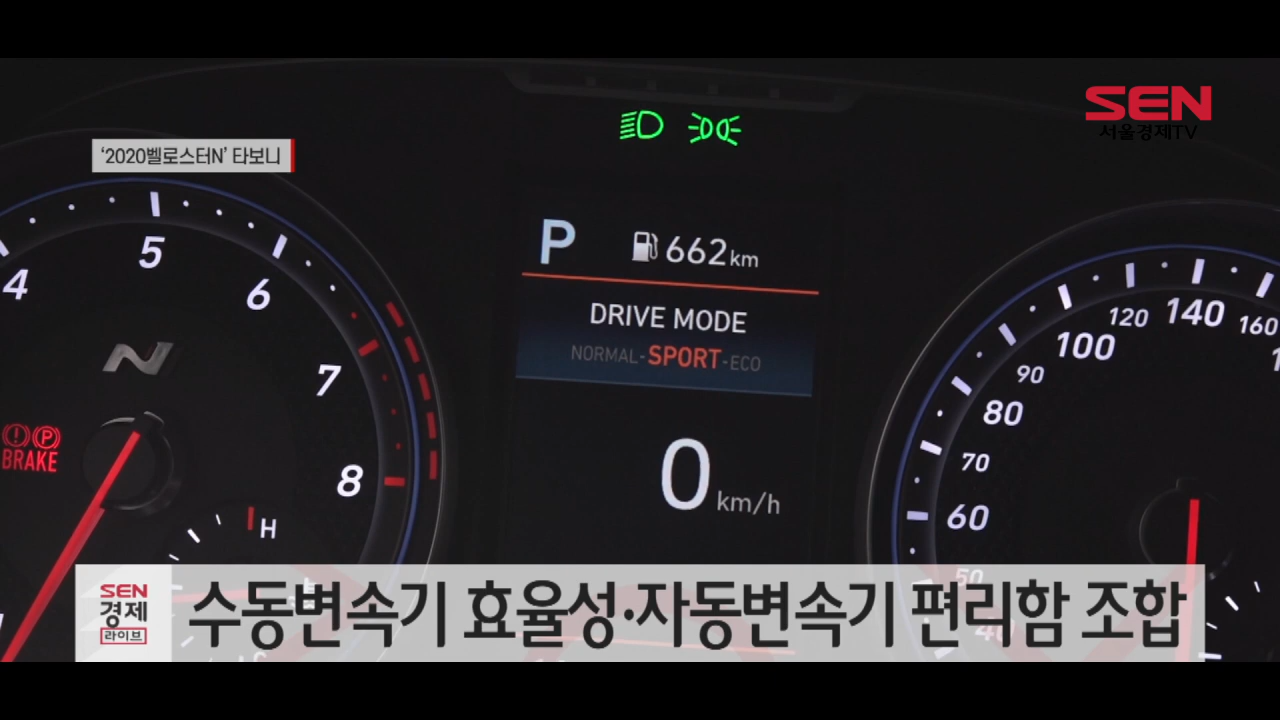 SEN
서울경제TV
‘2020벨로스터N’ 타보니
4
5
6
7
8
N
BRAKE
H
P
662km
DRIVE MODE
NORMAL-SPORT-ECO
0 km/h
60
70
80
90
100
120
140
160
50
40
SEN
경제
라이브
수동변속기 효율성·자동변속기 편리함 조합